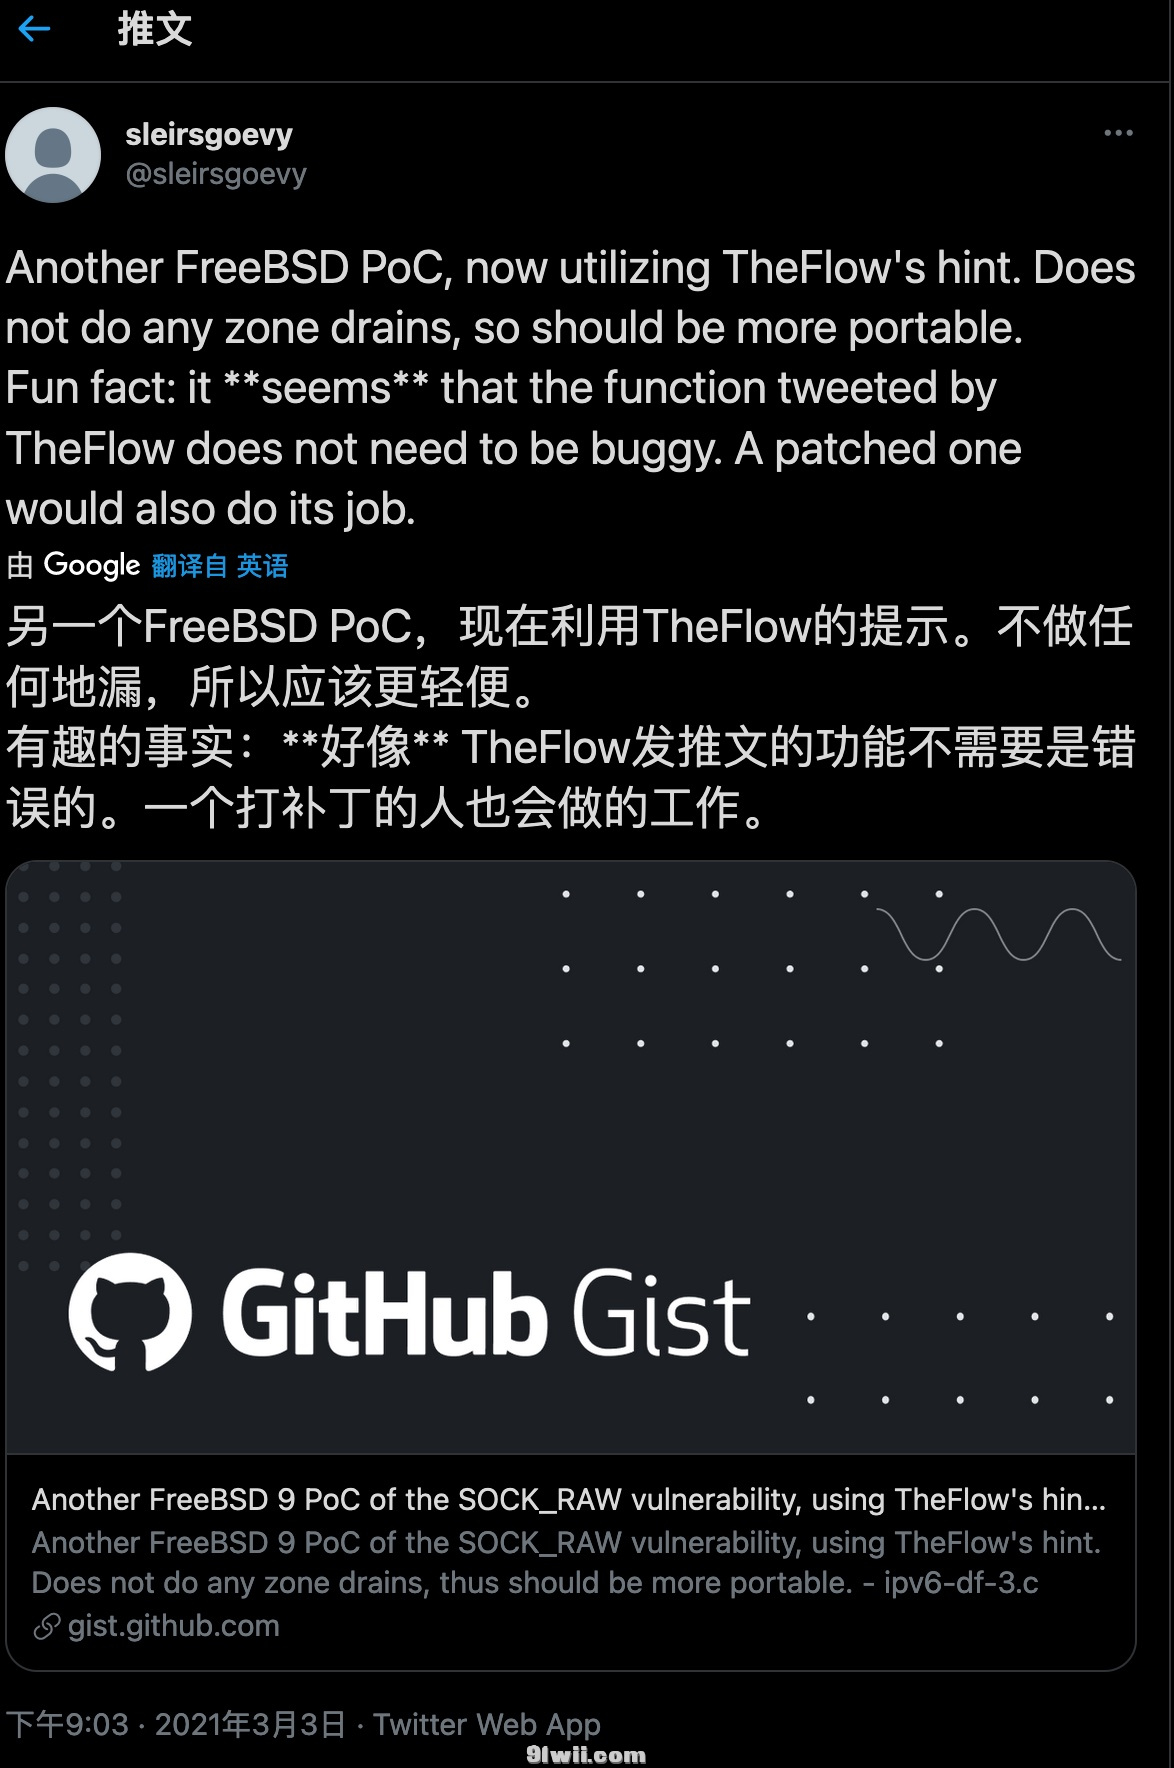 推文
sleirsgoevy
@sleirsgoevy
Another FreeBSD PoC, now utilizing TheFlow's hint. Does
not do any zone drains, so should be more portable.
Fun fact: it **seems** that the function tweeted by
TheFlow does not need to be buggy. A patched one
would also do its job.
由 Google 翻译自 英语
另一个FreeBSD PoC，现在利用TheFlow的提示。不做任
何地漏，所以应该更轻便。
有趣的事实：**好像** TheFlow发推文的功能不需要是错
误的。一个打补丁的人也会做的工作。
GitHub Gist
Another FreeBSD 9 PoC of the SOCK_RAW vulnerability, using TheFlow's hin...
Another FreeBSD 9 PoC of the SOCK_RAW vulnerability, using TheFlow's hint.
Does not do any zone drains, thus should be more portable. - ipv6-df-3.c
gist.github.com
下午9:03 · 2021年3月3日 · Twitter Web App
91wii.com